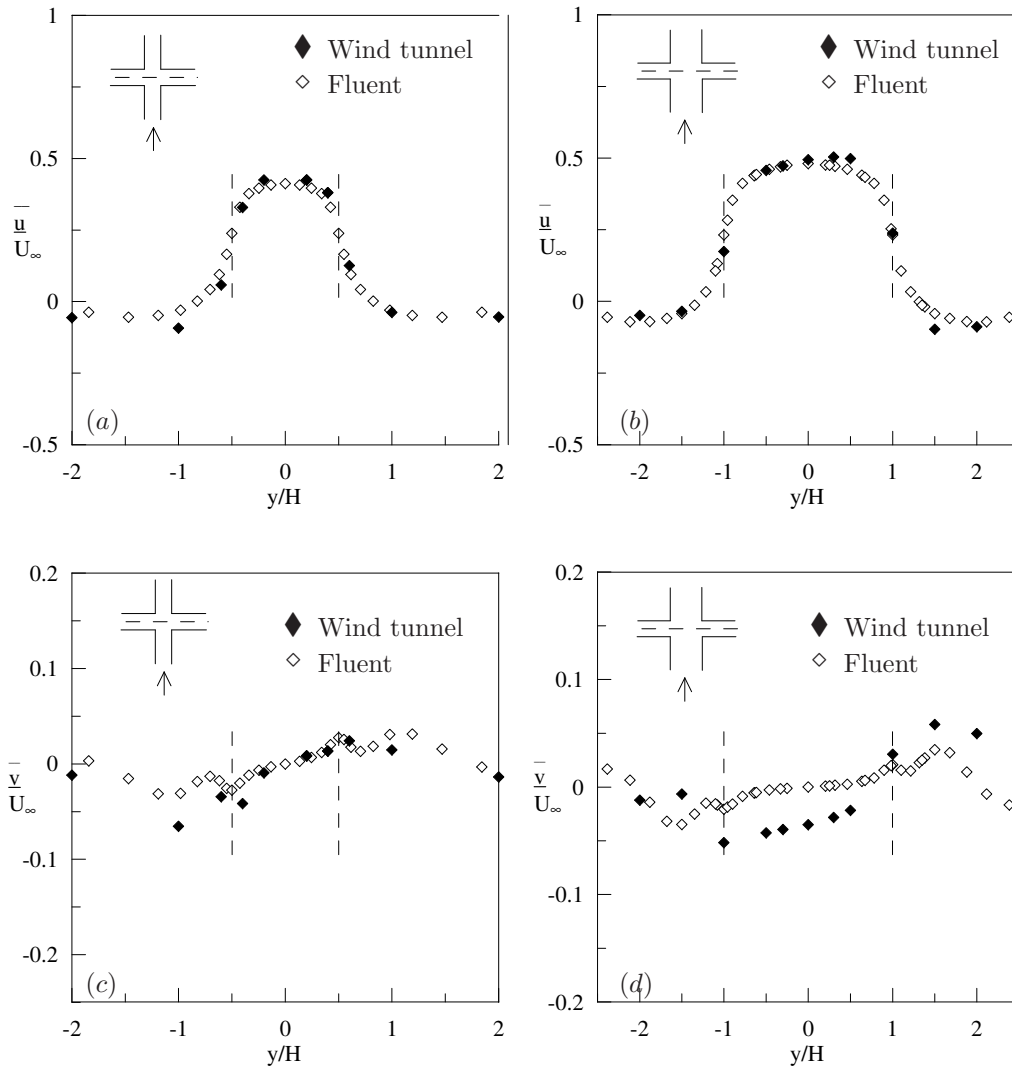 1
0.5
0
-0.5
u
U∞
Wind tunnel
Fluent
(a)
-2 -1 0 1 2
y/H
1
0.5
0
-0.5
u
U∞
Wind tunnel
Fluent
(b)
-2 -1 0 1 2
y/H
0.2
0.1
0
-0.1
-0.2
v
U∞
Wind tunnel
Fluent
(c)
-2 -1 0 1 2
y/H
0.2
0.1
0
-0.1
-0.2
v
U∞
Wind tunnel
Fluent
(d)
-2 -1 0 1 2
y/H